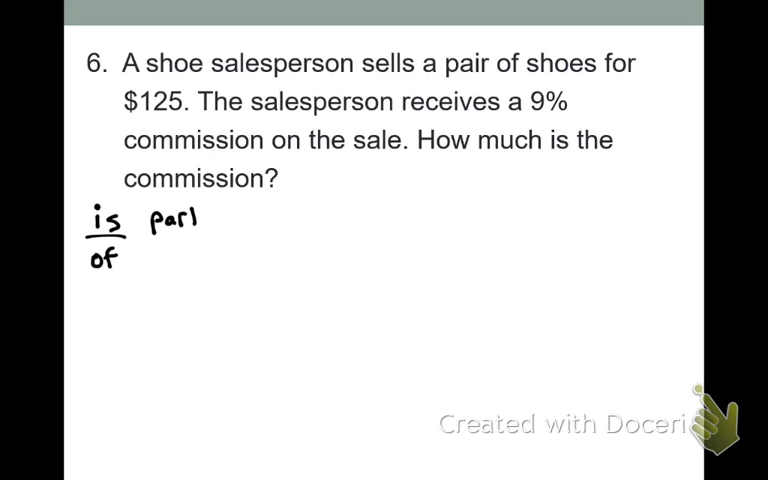 6. A shoe salesperson sells a pair of shoes for
$125. The salesperson receives a 9%
commission on the sale. How much is the
commission?
is parl
of
Created with Doceri